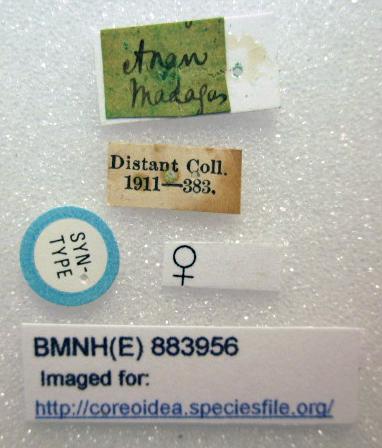 Madagas
Distant Coll.
1911—383.
SYN-
TYPE
♀
BMNH(E) 883956
Imaged for:
http://coreoidea.speciesfile.org/